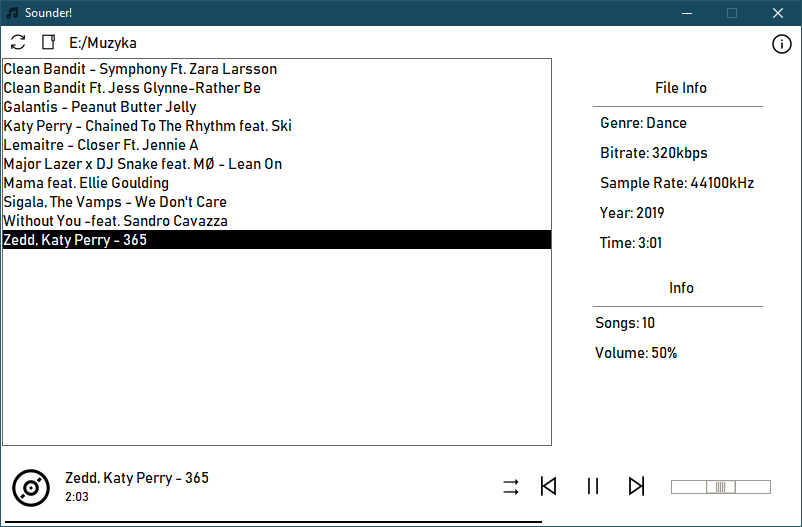 Sounder!
E:/Muzyka
Clean Bandit - Symphony Ft. Zara Larsson
Clean Bandit Ft. Jess Glynne-Rather Be
Galantis - Peanut Butter Jelly
Katy Perry - Chained To The Rhythm feat. Ski
Lemaitre - Closer Ft. Jennie A
Major Lazer x DJ Snake feat. MØ - Lean On
Mama feat. Ellie Goulding
Sigala, The Vamps - We Don't Care
Without You -feat. Sandro Cavazza
Zedd, Katy Perry - 365
File Info
Genre: Dance
Bitrate: 320kbps
Sample Rate: 44100kHz
Year: 2019
Time: 3:01
Info
Songs: 10
Volume: 50%
Zedd, Katy Perry - 365
2:03